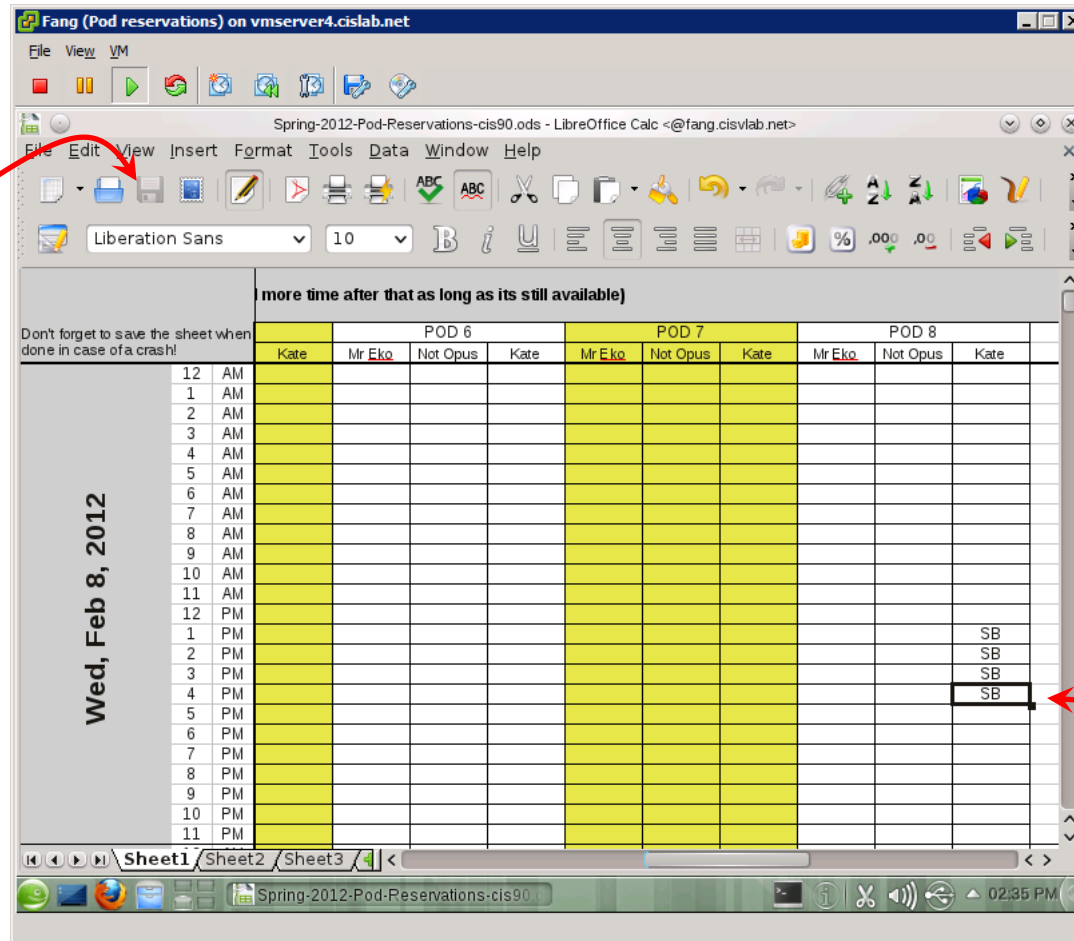 Fang (Pod reservations) on vmserver4.cislab.net
File View VM
Spring-2012-Pod-Reservations-cis90.ods - LibreOffice Calc <@fang.cisvlab.net>
File Edit View Insert Format Tools Data Window Help
ABC ABC
Liberation Sans 10
more time after that as long as its still available)
Don't forget to save the sheet when
done in case of a crash!
POD 6 POD 7 POD 8
Kate Mr Eko Not Opus Kate Mr Eko Not Opus Kate Mr Eko Not Opus Kate
Wed, Feb 8, 2012
12 AM
1 AM
2 AM
3 AM
4 AM
5 AM
6 AM
7 AM
8 AM
9 AM
10 AM
11 AM
12 PM
1 PM SB
2 PM SB
3 PM SB
4 PM SB
5 PM
6 PM
7 PM
8 PM
9 PM
10 PM
11 PM
Sheet1 Sheet2 Sheet3
Spring-2012-Pod-Reservations-cis90.
02:35 PM